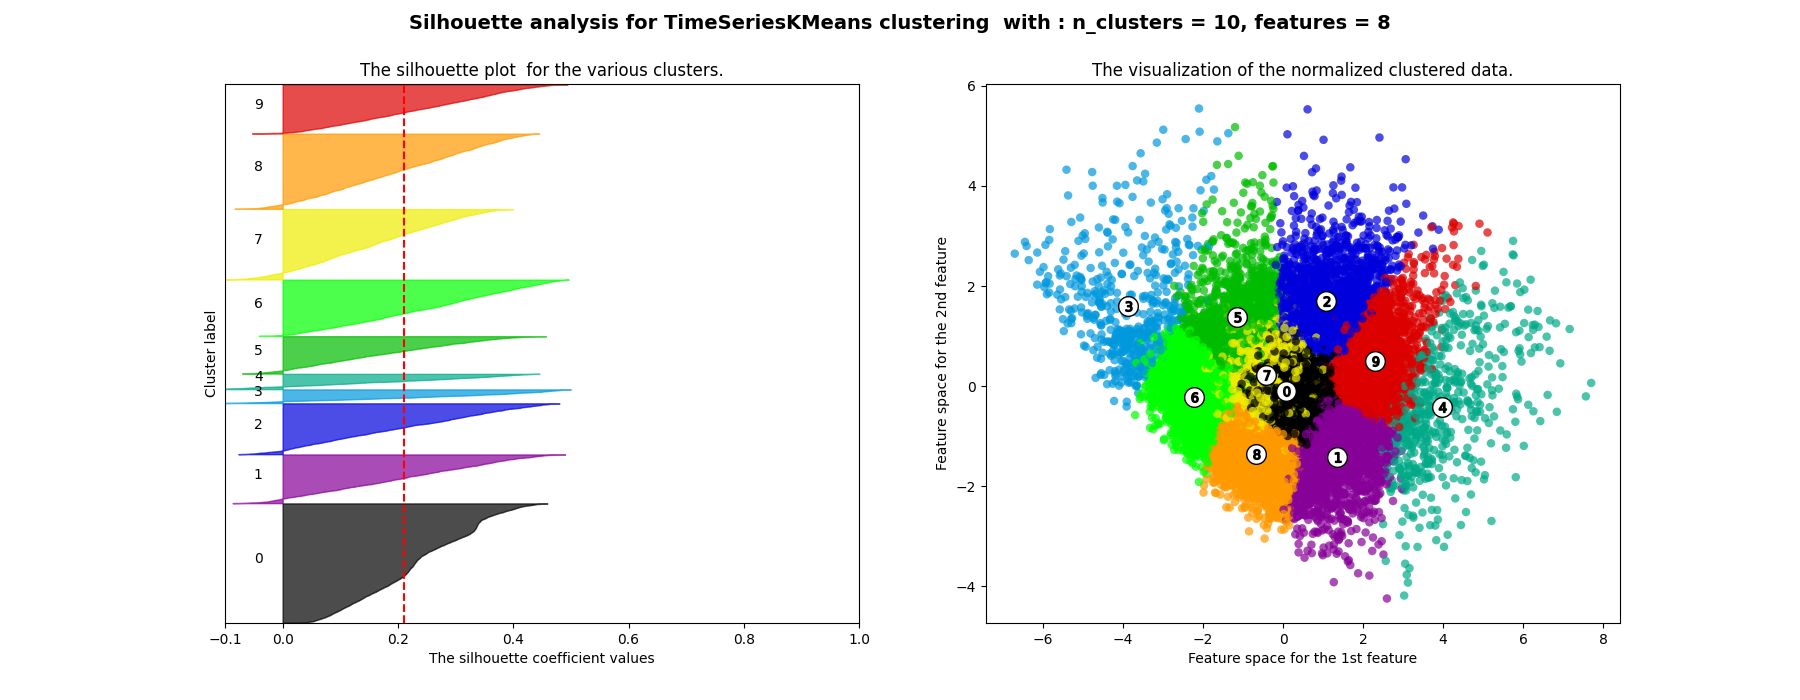 Silhouette analysis for TimeSeriesKMeans clustering  with : n_clusters = 10, features = 8
The silhouette plot  for the various clusters.
9
8
7
6
5
4
3
2
1
0
Cluster label
−0.1 0.0 0.2 0.4 0.6 0.8 1.0
The silhouette coefficient values
The visualization of the normalized clustered data.
6
4
2
0
−2
−4
Feature space for the 2nd feature
3
2
5
9
7
0
6
4
8
1
−6 −4 −2 0 2 4 6 8
Feature space for the 1st feature